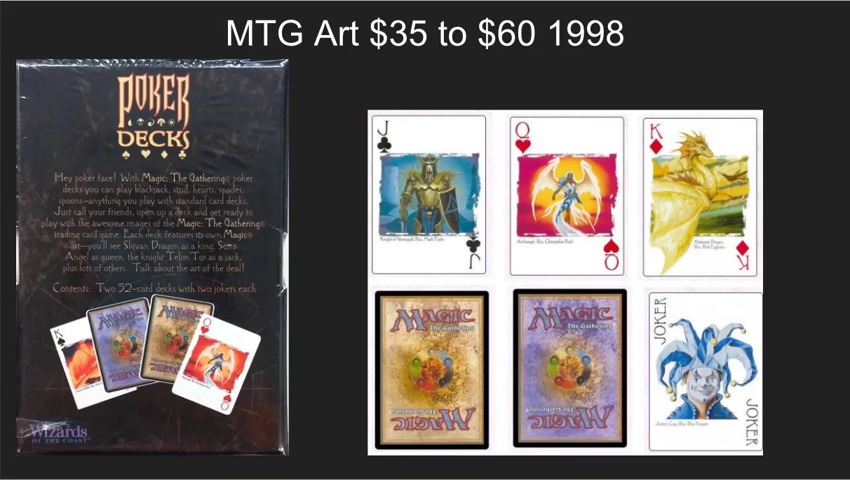 MTG Art $35 to $60 1998
POKER
DECKS
Hey poker face! With Magic: The Gathering® poker
decks you can play blackjack, stud, hearts, spades,
spoons–anything you play with standard card decks.
Just call your friends, open up a deck and get ready to
play with the awesome images of the Magic: The Gathering®
trading card game. Each deck features its own Magic®
art–you'll see Shivan Dragon as a king, Serra
Angel as queen, the knight Telim Tor as a jack,
plus lots of others. Talk about the art of the deal!
Contents: Two 52-card decks with two jokers each
K
MAGIC
MAGIC
Q
Q
Wizards
OF THE COAST
J
J
Q
Q
K
K
MAGIC
The Gathering
The Gathering
MAGIC
MAGIC
The Gathering
The Gathering
MAGIC
JOKER
JOKER